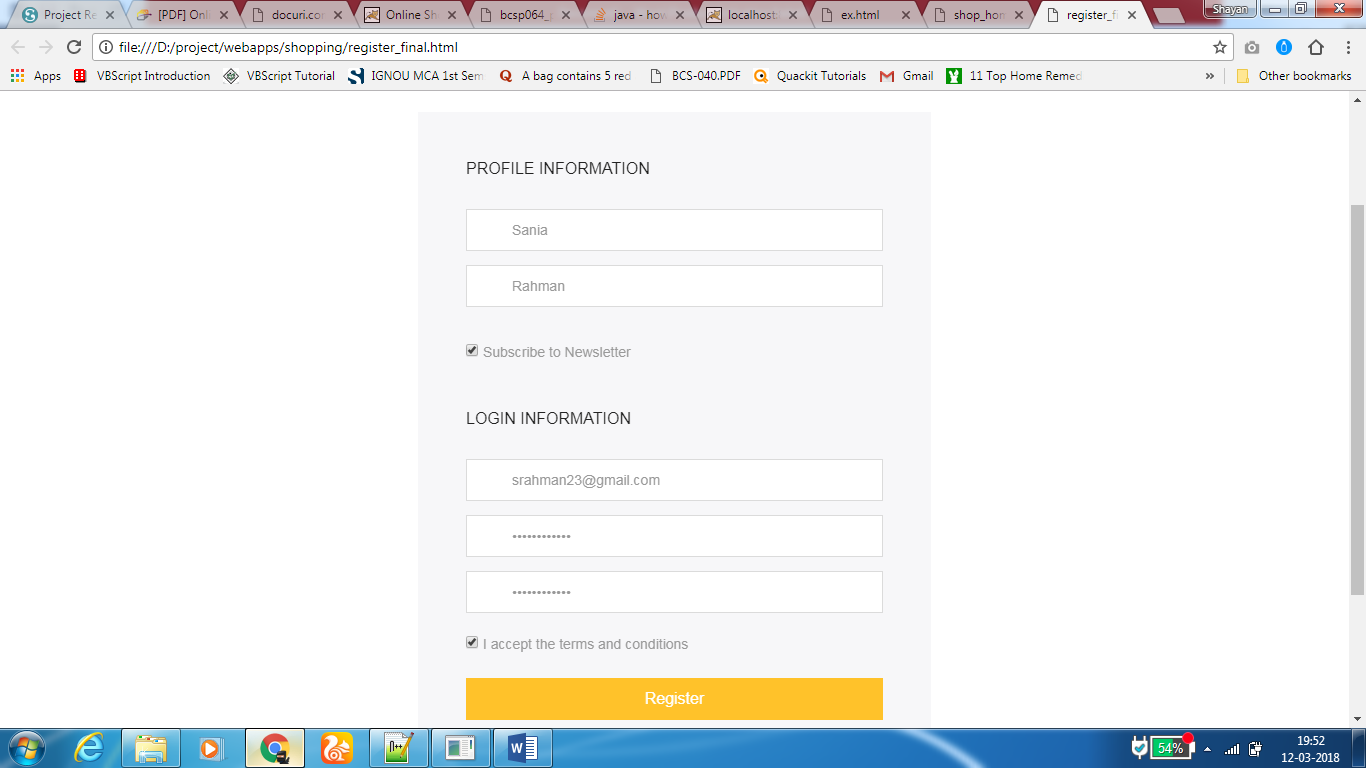 Project Re
[PDF] Onli
docuri.co
Online Sh
bcsp064_
java - how
localhost
ex.html
shop_hom
register_fi
Shayan
file:///D:/project/webapps/shopping/register_final.html
Apps
VBScript Introduction
VBScript Tutorial
IGNOU MCA 1st Sem
A bag contains 5 red
BCS-040.PDF
Quackit Tutorials
Gmail
11 Top Home Remed
»
Other bookmarks
PROFILE INFORMATION
Sania
Rahman
Subscribe to Newsletter
LOGIN INFORMATION
srahman23@gmail.com
••••••••••••
••••••••••••
I accept the terms and conditions
Register
54%
19:52
12-03-2018